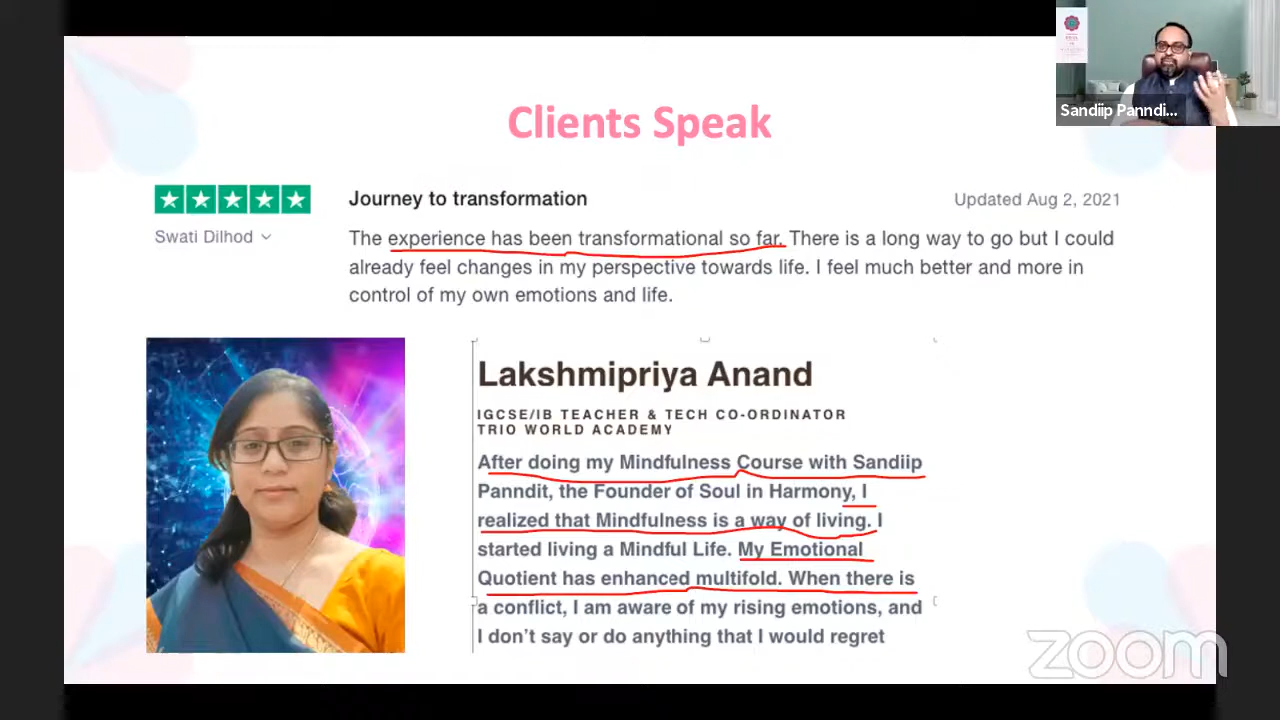 Clients Speak
Sandiip Panndi...
Journey to transformation
Updated Aug 2, 2021
Swati Dilhod
The experience has been transformational so far. There is a long way to go but I could
already feel changes in my perspective towards life. I feel much better and more in
control of my own emotions and life.
Lakshmipriya Anand
IGCSE/IB TEACHER & TECH CO-ORDINATOR
TRIO WORLD ACADEMY
After doing my Mindfulness Course with Sandiip
Panndit, the Founder of Soul in Harmony, I
realized that Mindfulness is a way of living. I
started living a Mindful Life. My Emotional
Quotient has enhanced multifold. When there is
a conflict, I am aware of my rising emotions, and
I don't say or do anything that I would regret
zoom